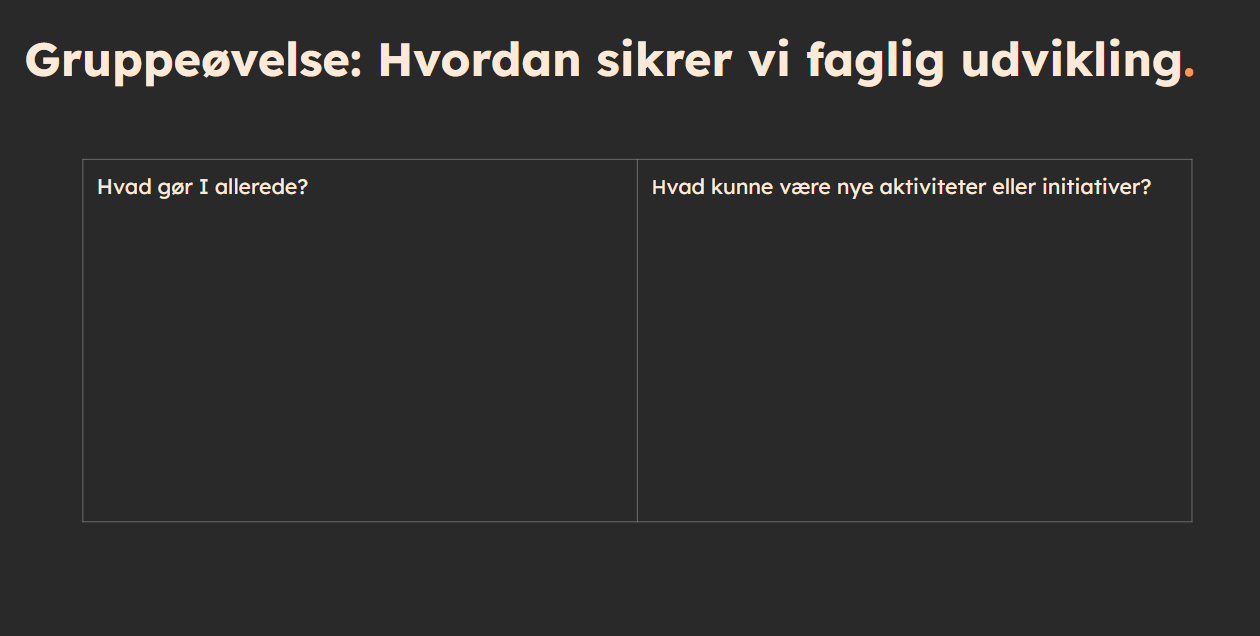 Gruppeøvelse: Hvordan sikrer vi faglig udvikling.
Hvad gør I allerede?
Hvad kunne være nye aktiviteter eller initiativer?